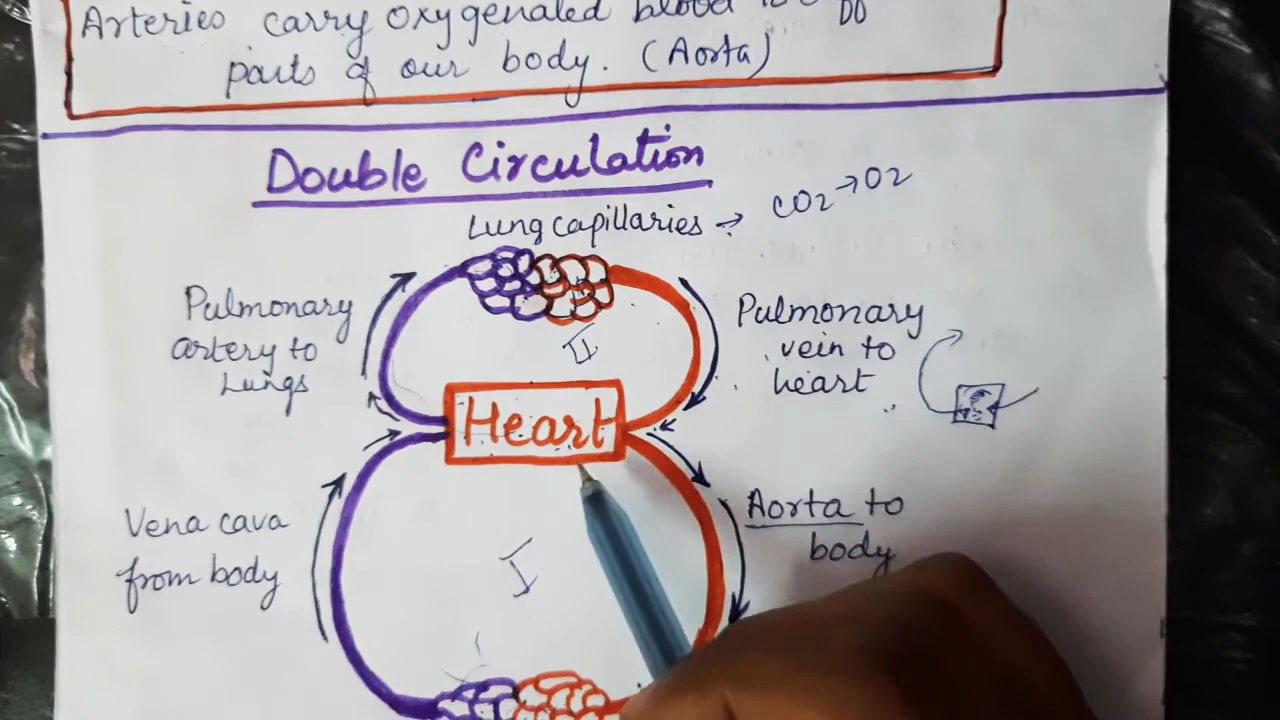 Arteries carry oxygenated blood
parts of our body. (Aorta)
Double Circulation
Lung capillaries →
CO2 → O2
Pulmonary
artery to
Lungs
Pulmonary
vein to
heart
II
Heart
Vena cava
from body
I
Aorta to
body